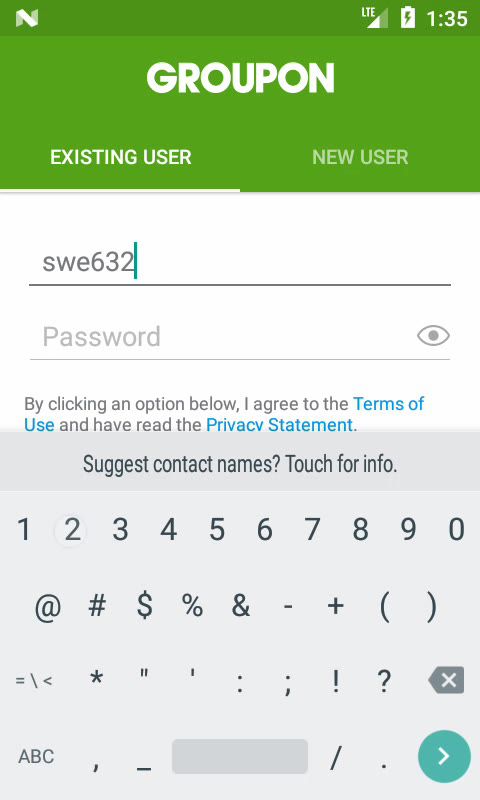 LTE 1:35
GROUPON
EXISTING USER NEW USER
swe632
Password
By clicking an option below, I agree to the Terms of
Use and have read the Privacy Statement.
Suggest contact names? Touch for info.
1 2 3 4 5 6 7 8 9 0
@ # $ % & - + ( )
= \ < * " ' : ; ! ?
ABC , _ / .